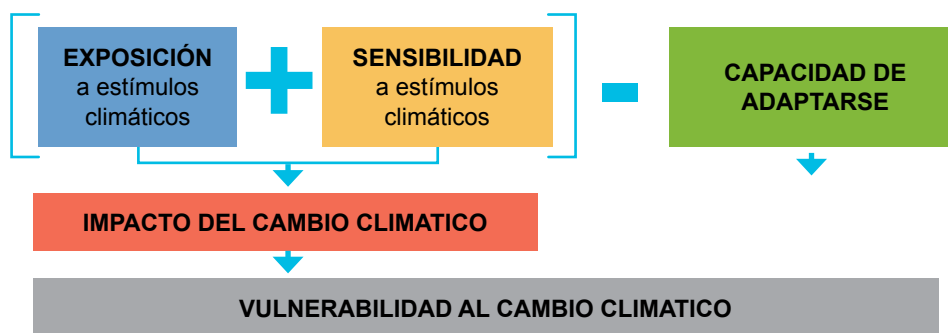 EXPOSICIÓN
a estímulos
climáticos
SENSIBILIDAD
a estímulos
climáticos
CAPACIDAD DE
ADAPTARSE
IMPACTO DEL CAMBIO CLIMATICO
VULNERABILIDAD AL CAMBIO CLIMATICO